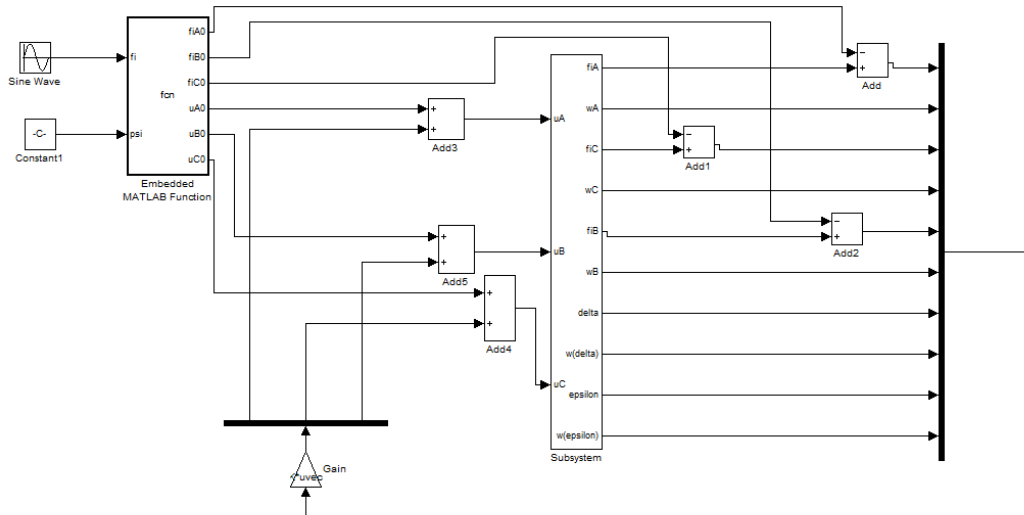 Sine Wave
-C-
Constant1
fi
psi
fcn
fiA0
fiB0
fiC0
uA0
uB0
uC0
Embedded
MATLAB Function
+
+
Add3
+
+
Add5
+
+
Add4
Gain
uA
uB
uC
fiA
wA
fiC
wC
fiB
wB
delta
w(delta)
epsilon
w(epsilon)
Subsystem
−
+
Add
−
+
Add1
−
+
Add2